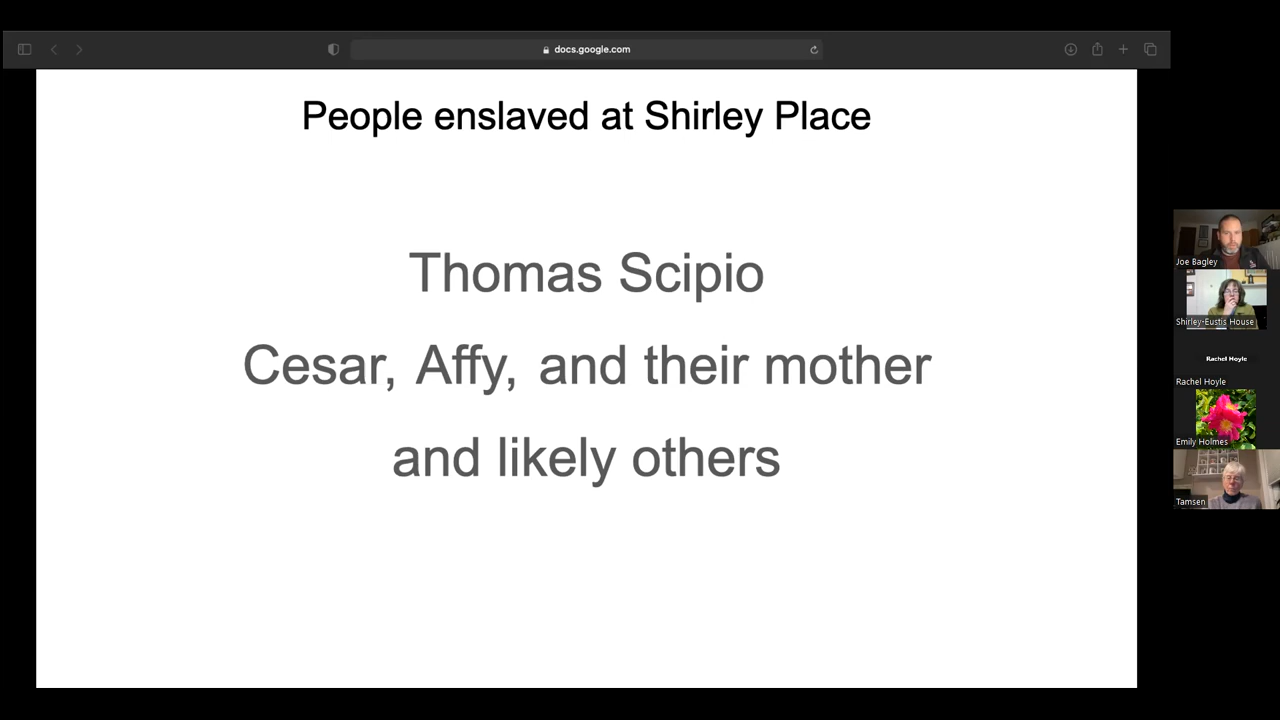 docs.google.com
People enslaved at Shirley Place
Thomas Scipio
Cesar, Affy, and their mother
and likely others
Joe Bagley
Shirley-Eustis House
Rachel Hoyle
Rachel Hoyle
Emily Holmes
Tamsen